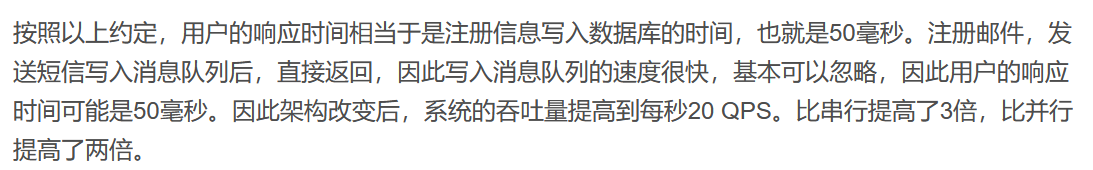 按照以上约定，用户的响应时间相当于是注册信息写入数据库的时间，也就是50毫秒。注册邮件，发
送短信写入消息队列后，直接返回，因此写入消息队列的速度很快，基本可以忽略，因此用户的响应
时间可能是50毫秒。因此架构改变后，系统的吞吐量提高到每秒20 QPS。比串行提高了3倍，比并行
提高了两倍。